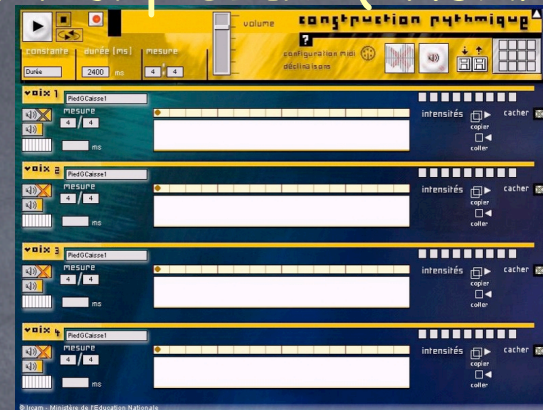 volume
construction rythmique
?
constante durée (ms) mesure
configuration midi
déclinaison
Durée 2400 ms 4 / 4
voix 1 PiedGCaisse1
mesure intensités cacher
4 / 4
copier
ms
coller
voix 2 PiedGCaisse1
mesure intensités cacher
4 / 4
copier
ms
coller
voix 3 PiedGCaisse1
mesure intensités cacher
4 / 4
copier
ms
coller
voix 4 PiedGCaisse1
mesure intensités cacher
4 / 4
copier
ms
coller
© Ircam - Ministère de l'Education Nationale